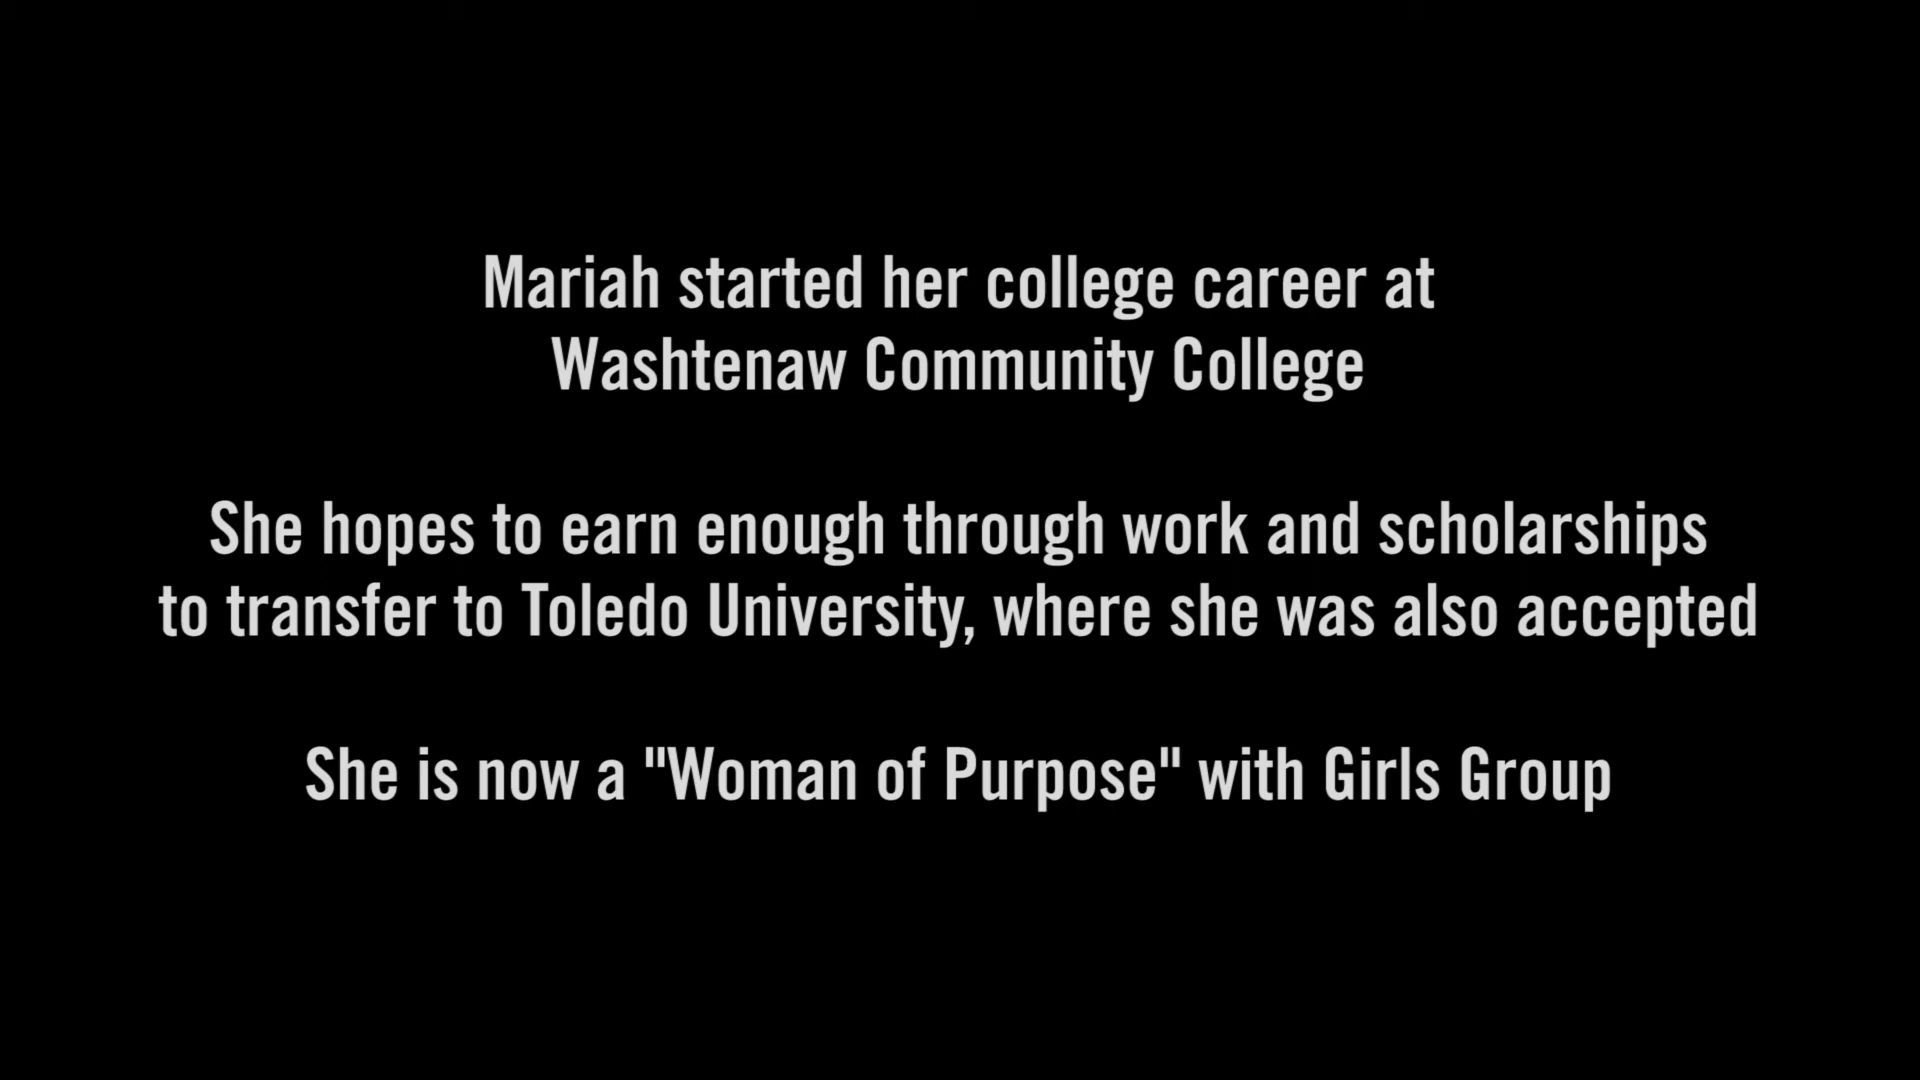 Mariah started her college career at
Washtenaw Community College
She hopes to earn enough through work and scholarships
to transfer to Toledo University, where she was also accepted
She is now a "Woman of Purpose" with Girls Group